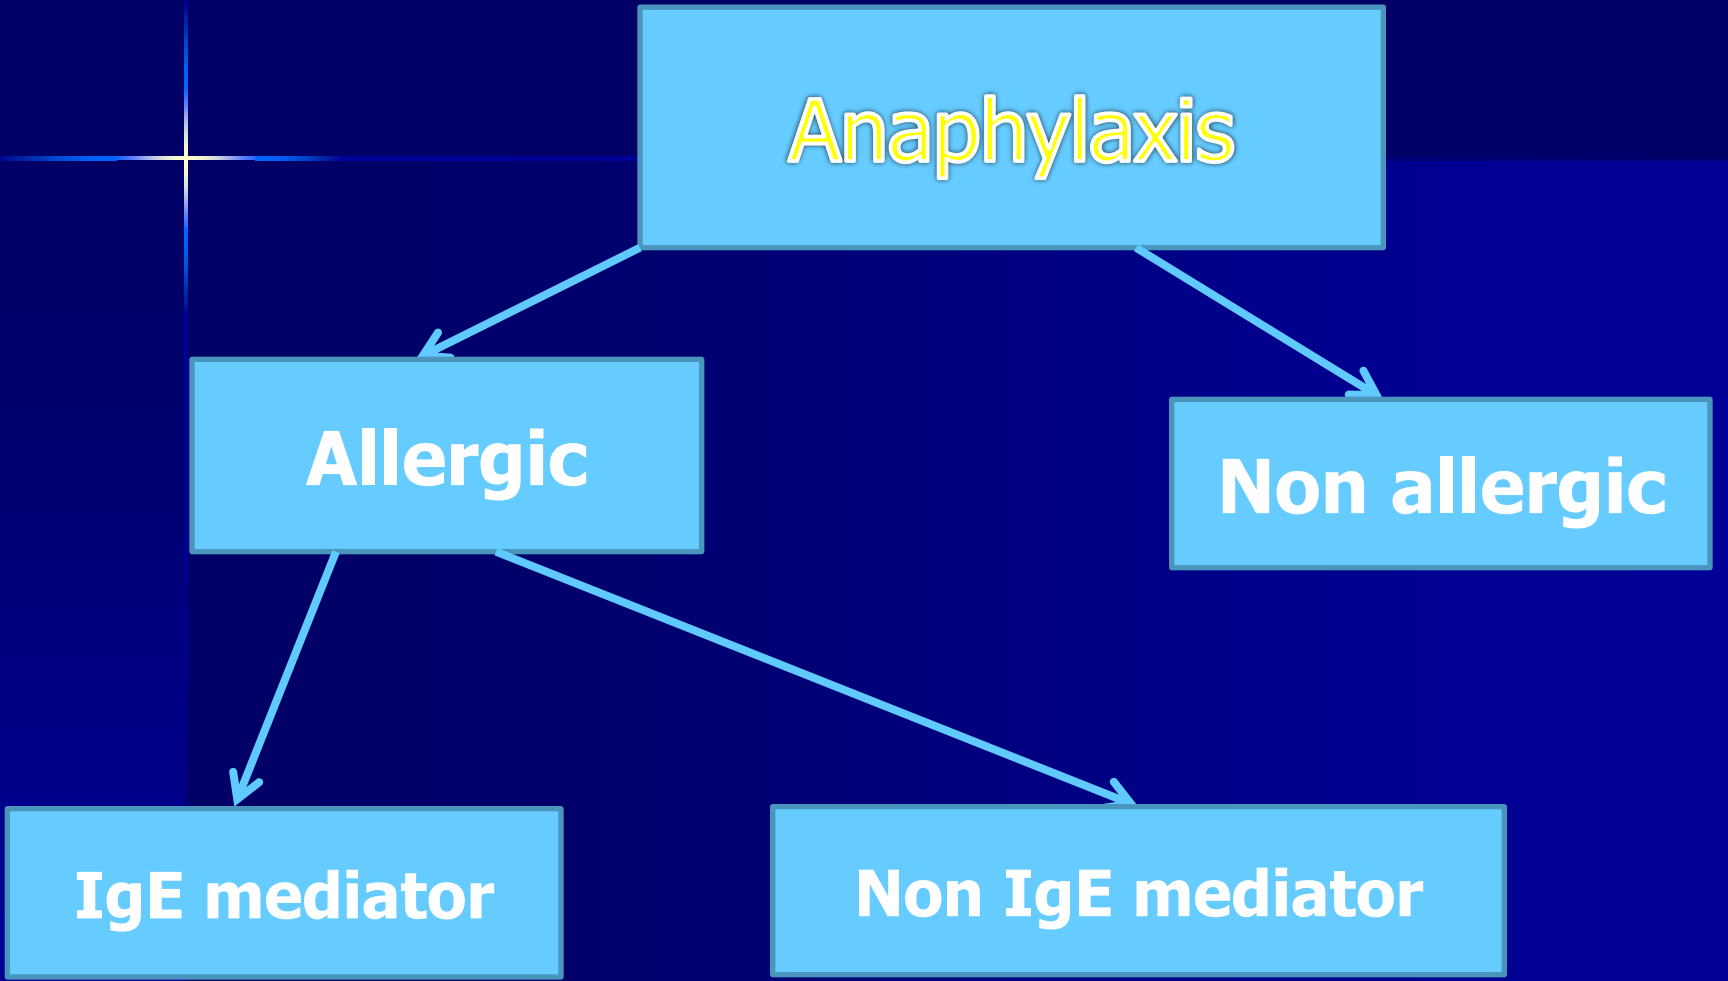 Anaphylaxis
Allergic
Non allergic
IgE mediator
Non IgE mediator